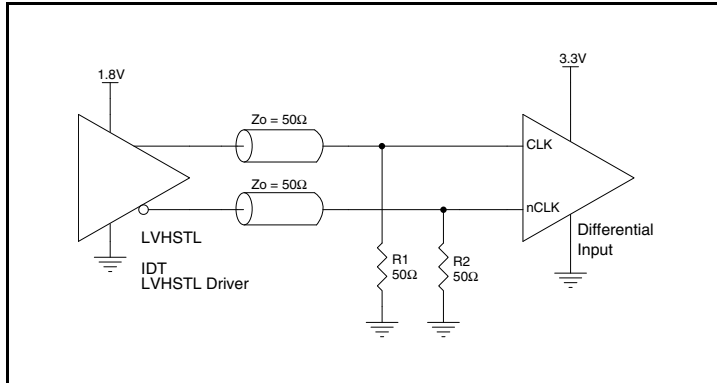 1.8V
3.3V
Zo = 50Ω
CLK
Zo = 50Ω
nCLK
LVHSTL
IDT
LVHSTL Driver
R1
50Ω
R2
50Ω
Differential
Input